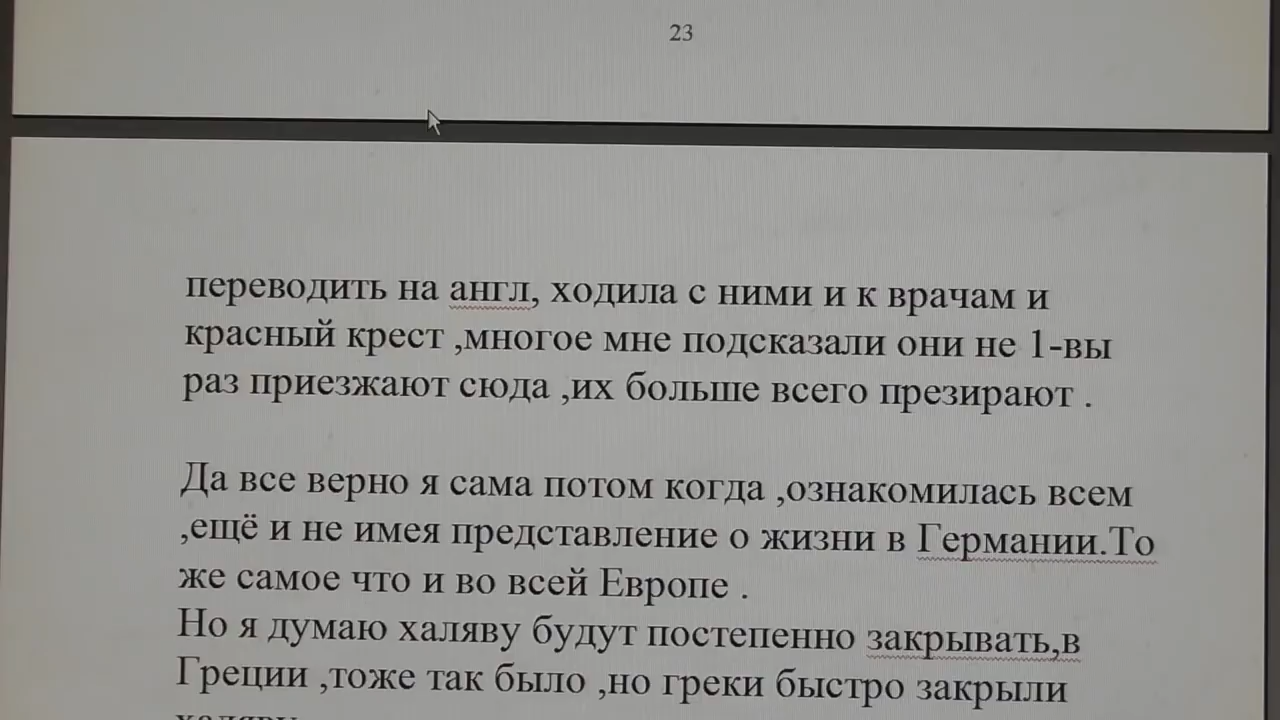 23
переводить на англ, ходила с ними и к врачам и
красный крест ,многое мне подсказали они не 1-вы
раз приезжают сюда ,их больше всего презирают .
Да все верно я сама потом когда ,ознакомилась всем
,ещё и не имея представление о жизни в Германии.То
же самое что и во всей Европе .
Но я думаю халяву будут постепенно закрывать,в
Греции ,тоже так было ,но греки быстро закрыли
халяву